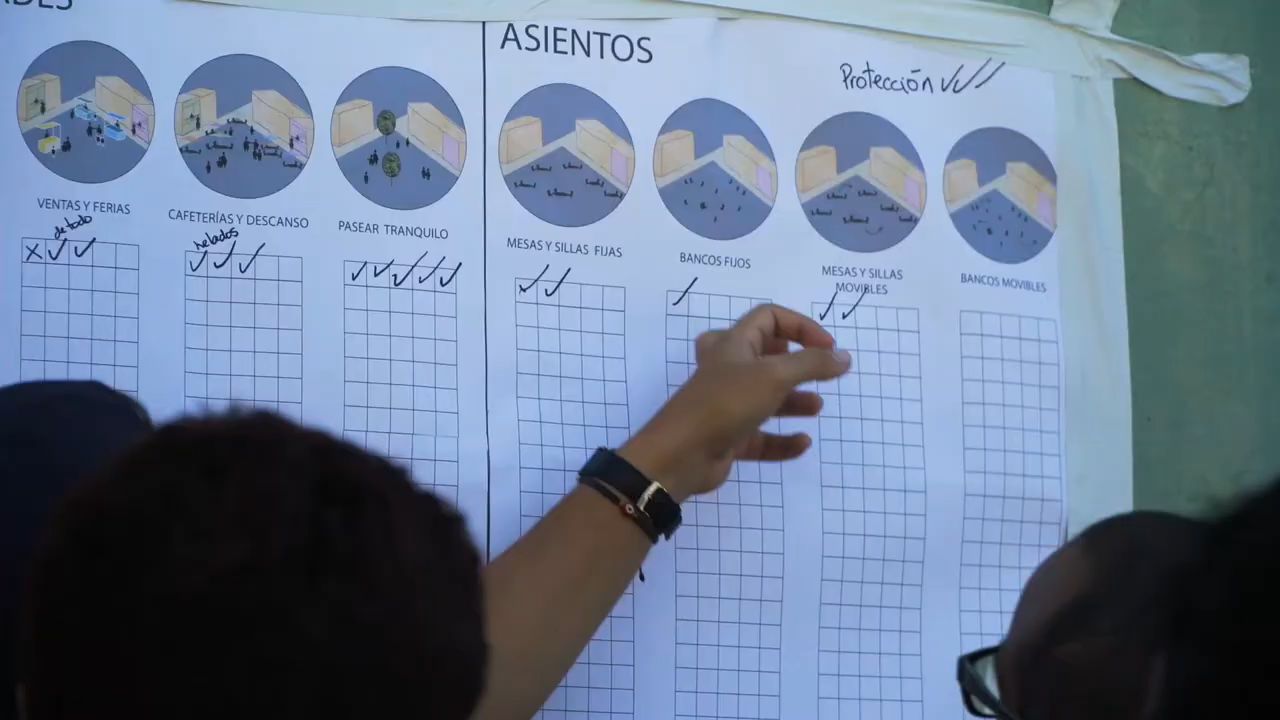 DES
ASIENTOS
Protección ✓✓✓
VENTAS Y FERIAS
de todo
X ✓ ✓
CAFETERÍAS Y DESCANSO
helados
✓ ✓ ✓
PASEAR TRANQUILO
✓ ✓ ✓ ✓ ✓
MESAS Y SILLAS FIJAS
✓ ✓
BANCOS FIJOS
✓
MESAS Y SILLAS
MOVIBLES
✓ ✓
BANCOS MOVIBLES